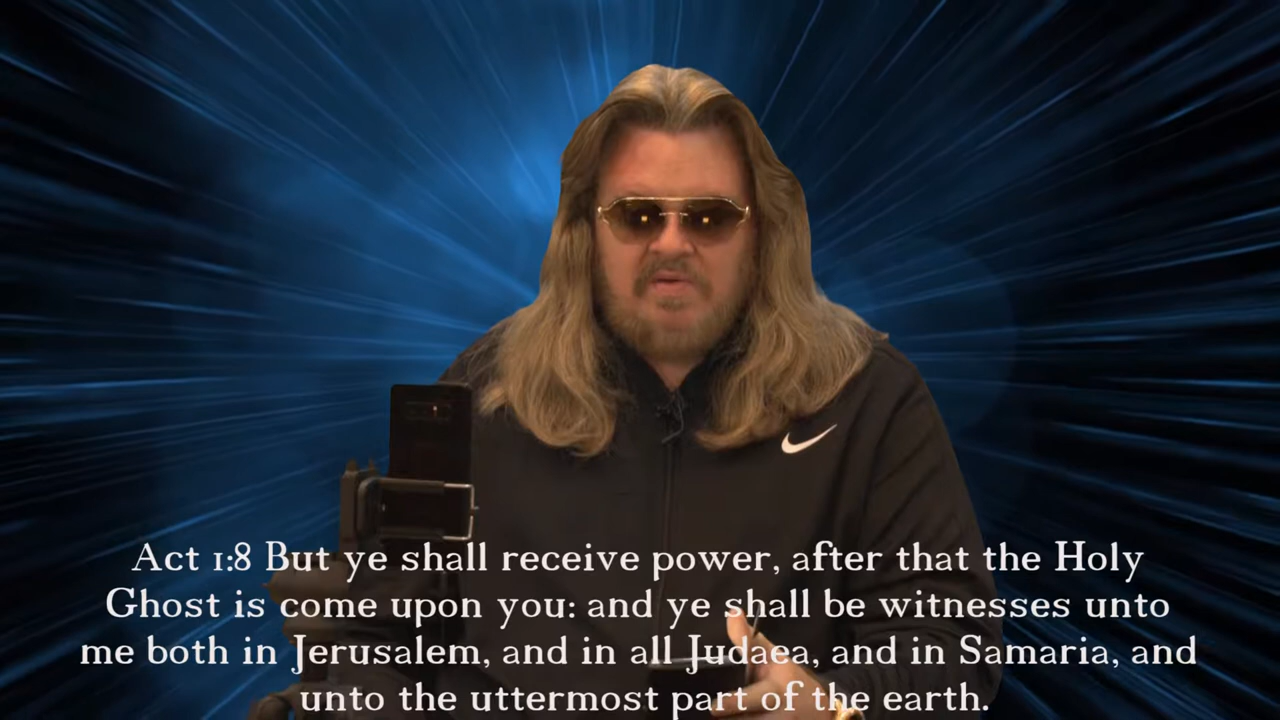 Act 1:8 But ye shall receive power, after that the Holy
Ghost is come upon you: and ye shall be witnesses unto
me both in Jerusalem, and in all Judaea, and in Samaria, and
unto the uttermost part of the earth.